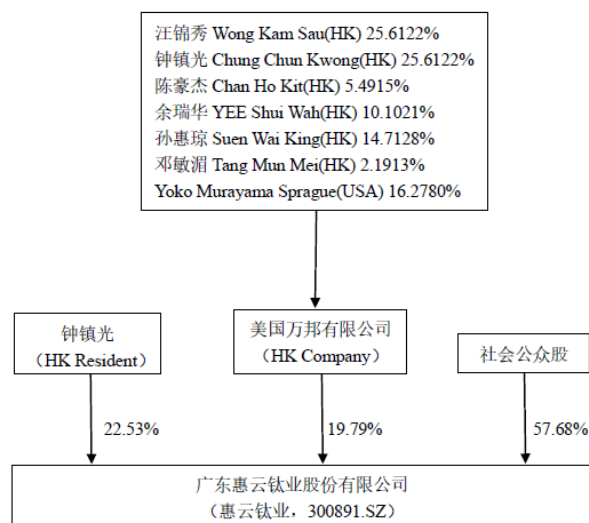 汪锦秀 Wong Kam Sau(HK) 25.6122%
钟镇光 Chung Chun Kwong(HK) 25.6122%
陈豪杰 Chan Ho Kit(HK) 5.4915%
余瑞华 YEE Shui Wah(HK) 10.1021%
孙惠琼 Suen Wai King(HK) 14.7128%
邓敏湄 Tang Mun Mei(HK) 2.1913%
Yoko Murayama Sprague(USA) 16.2780%
钟镇光
（HK Resident）
美国万邦有限公司
（HK Company）
社会公众股
22.53%
19.79%
57.68%
广东惠云钛业股份有限公司
（惠云钛业，300891.SZ）